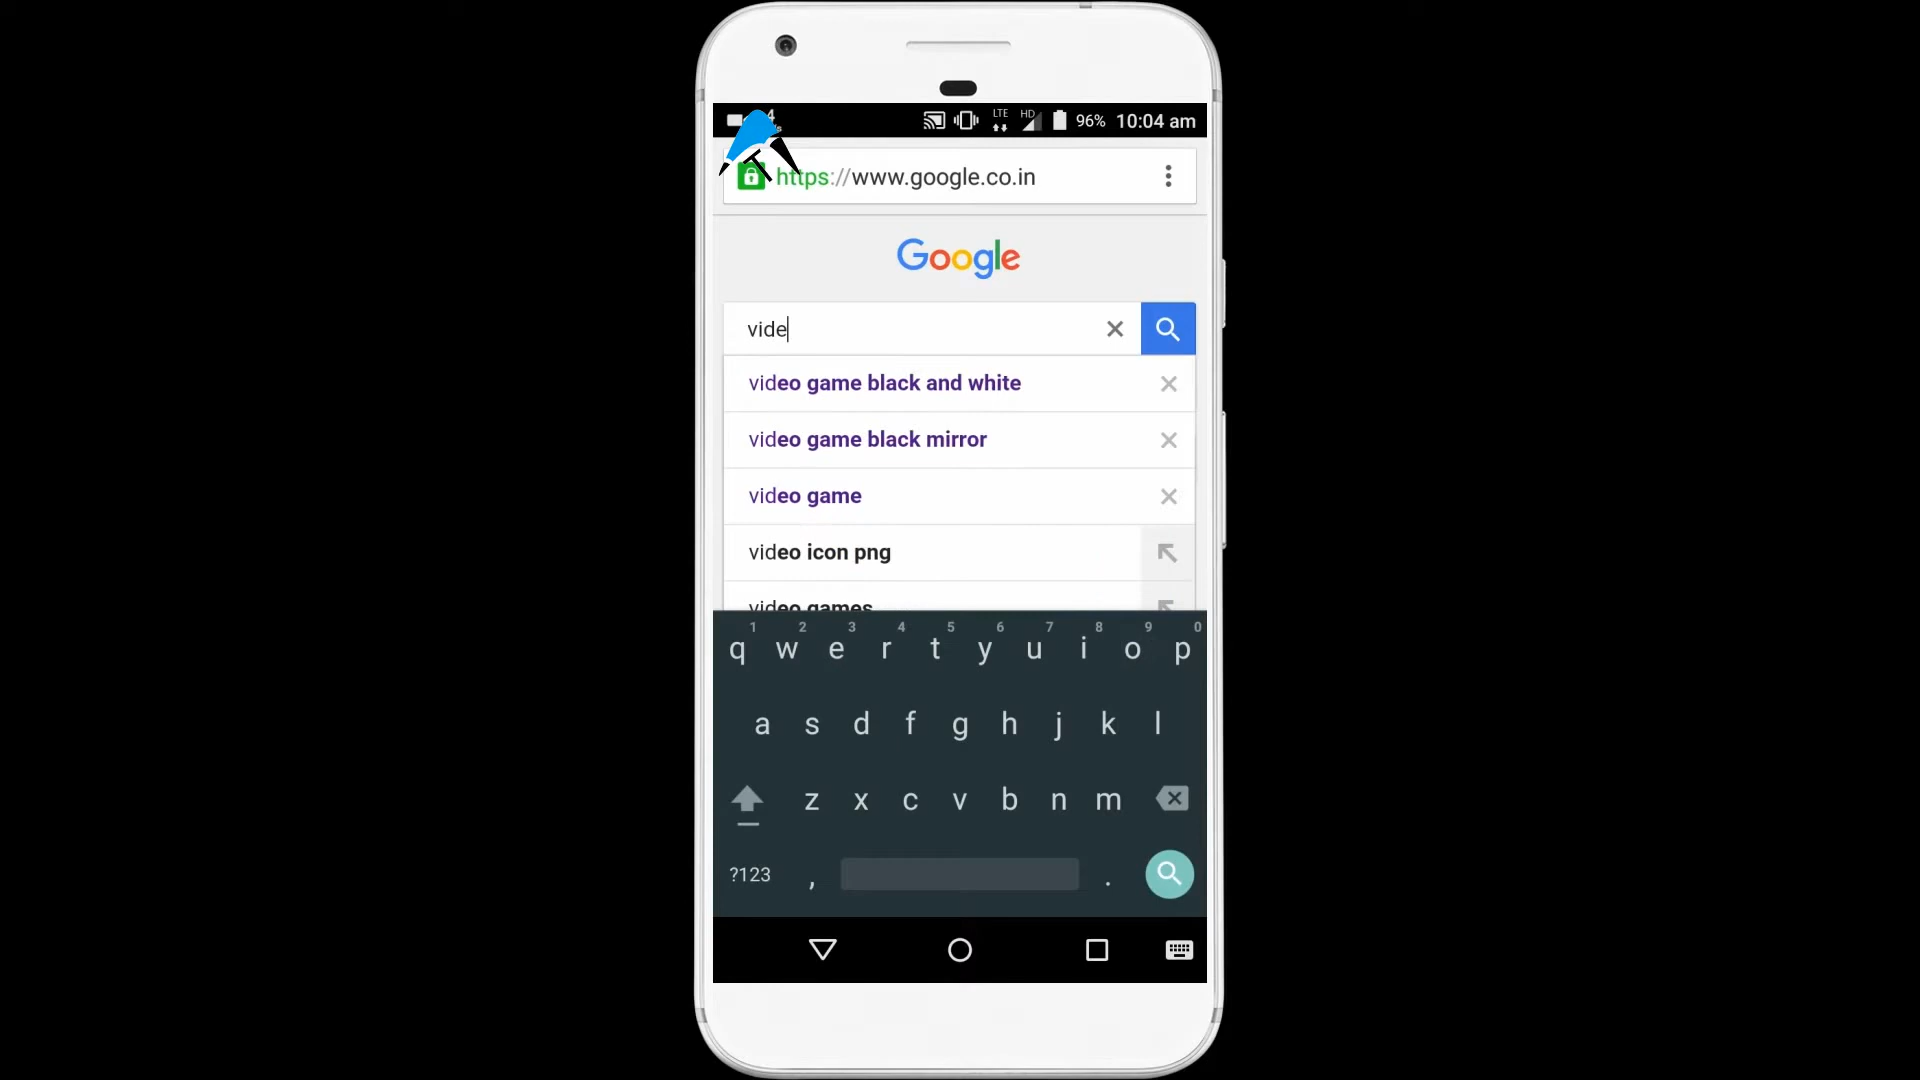 LTE HD 96% 10:04 am
https://www.google.co.in
Google
vide
video game black and white
video game black mirror
video game
video icon png
video games
1 2 3 4 5 6 7 8 9 0
q w e r t y u i o p
a s d f g h j k l
z x c v b n m
?123 , .